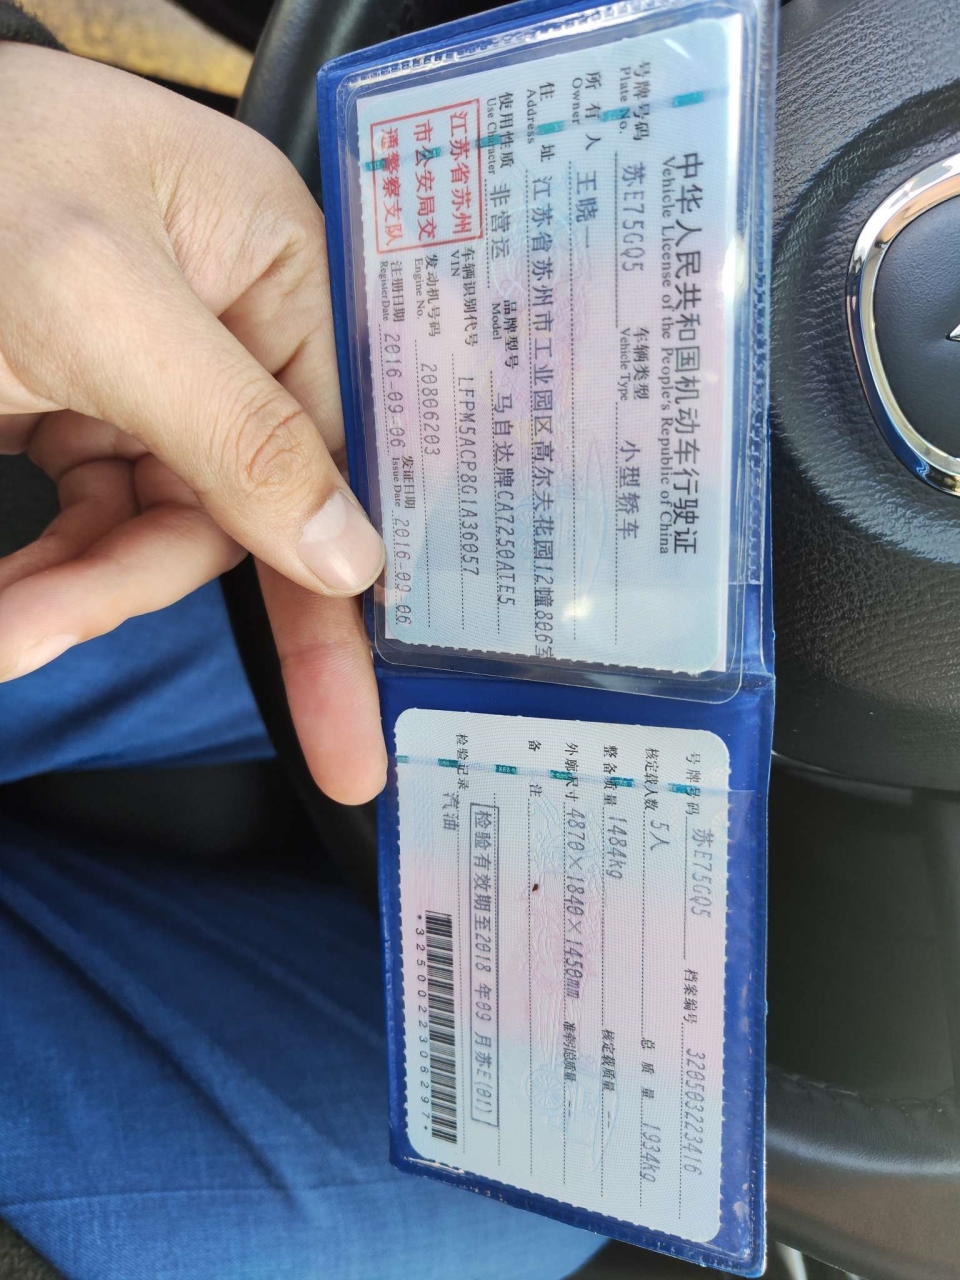 中华人民共和国机动车行驶证
Vehicle License of the People's Republic of China
号牌号码 苏E75GQ5 车辆类型 小型轿车
Plate No. Vehicle Type
所有人 王晓一
Owner
住址 江苏省苏州市工业园区高尔夫花园12幢806室
Address
使用性质 非营运 品牌型号 马自达牌CA7250ATE5
Use Character Model
江苏省苏州
市公安局交
通警察支队
车辆识别代号 LFPM5ACP8G1A36057
VIN
发动机号码 20806203
Engine No.
注册日期 2016-09-06 发证日期 2016-09-06
Register Date Issue Date
号牌号码 苏E75GQ5 档案编号 320503223416
核定载人数 5人 总质量 1934kg
整备质量 1484kg 核定载质量 --
外廓尺寸 4870×1840×1450mm 准牵引总质量 --
备注
检验有效期至2018年09月苏E(01)
检验记录 汽油
*3250022306297*